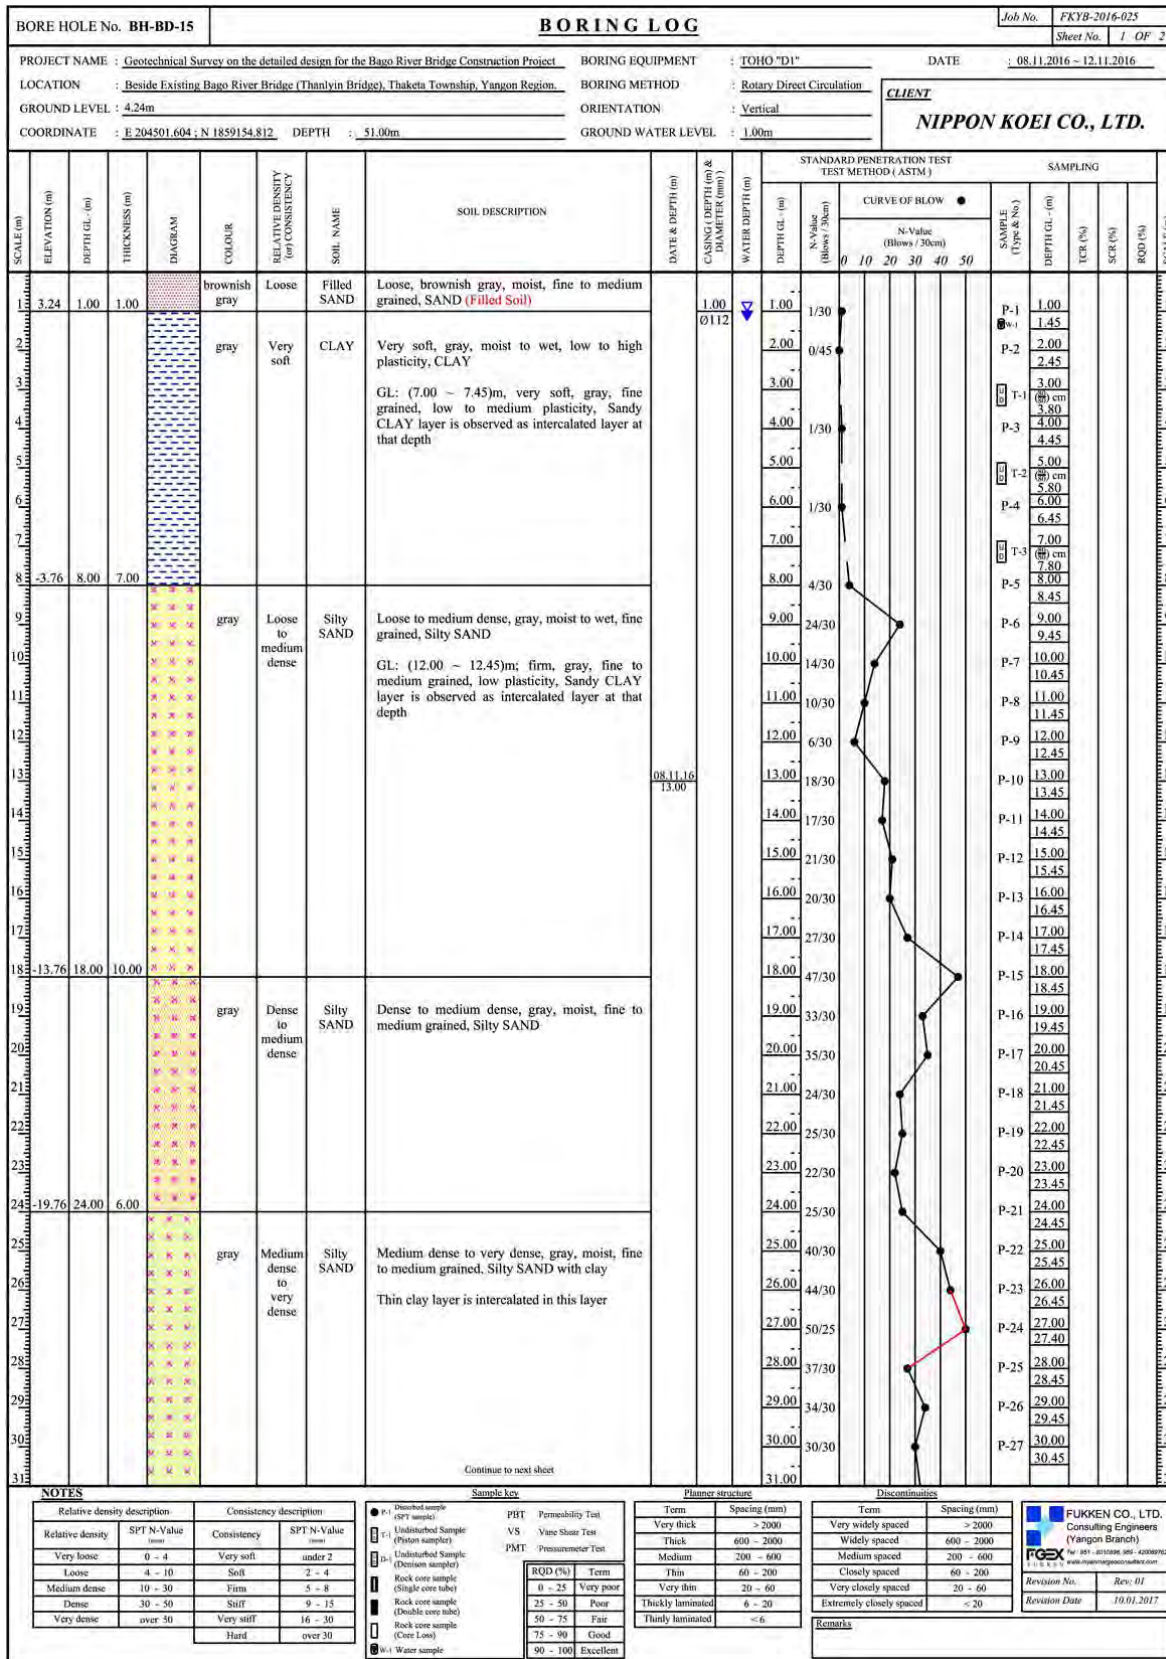 BORE HOLE No. BH-BD-15
BORING LOG
Job No. FKYB-2016-025
Sheet No. 1 OF 2
PROJECT NAME : Geotechnical Survey on the detailed design for the Bago River Bridge Construction Project
BORING EQUIPMENT : TOHO "D1"
DATE : 08.11.2016 ~ 12.11.2016
LOCATION : Beside Existing Bago River Bridge (Thanlyin Bridge), Thaketa Township, Yangon Region.
BORING METHOD : Rotary Direct Circulation
GROUND LEVEL : 4.24m
ORIENTATION : Vertical
COORDINATE : E 204501.604 ; N 1859154.812 DEPTH : 51.00m
GROUND WATER LEVEL : 1.00m
CLIENT
NIPPON KOEI CO., LTD.
SCALE (m)
ELEVATION (m)
DEPTH GL - (m)
THICKNESS (m)
DIAGRAM
COLOUR
RELATIVE DENSITY (or) CONSISTENCY
SOIL NAME
SOIL DESCRIPTION
DATE & DEPTH (m)
CASING ( DEPTH (m) & DIAMETER (mm) )
WATER DEPTH (m)
STANDARD PENETRATION TEST
TEST METHOD ( ASTM )
DEPTH GL - (m)
N-Value (Blows / 30cm)
CURVE OF BLOW
N-Value
(Blows / 30cm)
0 10 20 30 40 50
SAMPLING
SAMPLE (Type & No.)
DEPTH GL - (m)
TCR (%)
SCR (%)
RQD (%)
1 3.24 1.00 1.00
brownish gray
Loose
Filled SAND
Loose, brownish gray, moist, fine to medium
grained, SAND (Filled Soil)
1.00
Ø112
1.00 1/30 P-1 1.00
W-1 1.45
gray
Very soft
CLAY
Very soft, gray, moist to wet, low to high
plasticity, CLAY
GL: (7.00 ~ 7.45)m, very soft, gray, fine
grained, low to medium plasticity, Sandy
CLAY layer is observed as intercalated layer at
that depth
2 2.00 0/45 P-2 2.00
2.45
3 3.00 T-1 3.00
cm
3.80
4 4.00 1/30 P-3 4.00
4.45
5 5.00 T-2 5.00
cm
5.80
6 6.00 1/30 P-4 6.00
6.45
7 7.00 T-3 7.00
cm
7.80
8 -3.76 8.00 7.00 8.00 4/30 P-5 8.00
8.45
gray
Loose to medium dense
Silty SAND
Loose to medium dense, gray, moist to wet, fine
grained, Silty SAND
GL: (12.00 ~ 12.45)m; firm, gray, fine to
medium grained, low plasticity, Sandy CLAY
layer is observed as intercalated layer at that
depth
9 9.00 24/30 P-6 9.00
9.45
10 10.00 14/30 P-7 10.00
10.45
11 11.00 10/30 P-8 11.00
11.45
12 12.00 6/30 P-9 12.00
12.45
13 08.11.16 13.00 13.00 18/30 P-10 13.00
13.45
14 14.00 17/30 P-11 14.00
14.45
15 15.00 21/30 P-12 15.00
15.45
16 16.00 20/30 P-13 16.00
16.45
17 17.00 27/30 P-14 17.00
17.45
18 -13.76 18.00 10.00 18.00 47/30 P-15 18.00
18.45
gray
Dense to medium dense
Silty SAND
Dense to medium dense, gray, moist, fine to
medium grained, Silty SAND
19 19.00 33/30 P-16 19.00
19.45
20 20.00 35/30 P-17 20.00
20.45
21 21.00 24/30 P-18 21.00
21.45
22 22.00 25/30 P-19 22.00
22.45
23 23.00 22/30 P-20 23.00
23.45
24 -19.76 24.00 6.00 24.00 25/30 P-21 24.00
24.45
gray
Medium dense to very dense
Silty SAND
Medium dense to very dense, gray, moist, fine
to medium grained, Silty SAND with clay
Thin clay layer is intercalated in this layer
25 25.00 40/30 P-22 25.00
25.45
26 26.00 44/30 P-23 26.00
26.45
27 27.00 50/25 P-24 27.00
27.40
28 28.00 37/30 P-25 28.00
28.45
29 29.00 34/30 P-26 29.00
29.45
30 30.00 30/30 P-27 30.00
30.45
31 31.00
Continue to next sheet
NOTES
Relative density description
Relative density SPT N-Value
Very loose 0 - 4
Loose 4 - 10
Medium dense 10 - 30
Dense 30 - 50
Very dense over 50
Consistency description
Consistency SPT N-Value
Very soft under 2
Soft 2 - 4
Firm 5 - 8
Stiff 9 - 15
Very stiff 16 - 30
Hard over 30
Sample key
P-1 Disturbed sample (SPT sample)
T-1 Undisturbed Sample (Piston sampler)
D-1 Undisturbed Sample (Denison sampler)
Rock core sample (Single core tube)
Rock core sample (Double core tube)
Rock core sample (Core Loss)
W-1 Water sample
PBT Permeability Test
VS Vane Shear Test
PMT Pressuremeter Test
RQD (%) Term
0 - 25 Very poor
25 - 50 Poor
50 - 75 Fair
75 - 90 Good
90 - 100 Excellent
Planner structure
Term Spacing (mm)
Very thick > 2000
Thick 600 ~ 2000
Medium 200 - 600
Thin 60 - 200
Very thin 20 - 60
Thickly laminated 6 - 20
Thinly laminated < 6
Discontinuities
Term Spacing (mm)
Very widely spaced > 2000
Widely spaced 600 - 2000
Medium spaced 200 - 600
Closely spaced 60 - 200
Very closely spaced 20 - 60
Extremely closely spaced < 20
Remarks
FUKKEN CO., LTD.
Consulting Engineers
(Yangon Branch)
FGEX
FUKKEN
Revision No. Rev: 01
Revision Date 10.01.2017